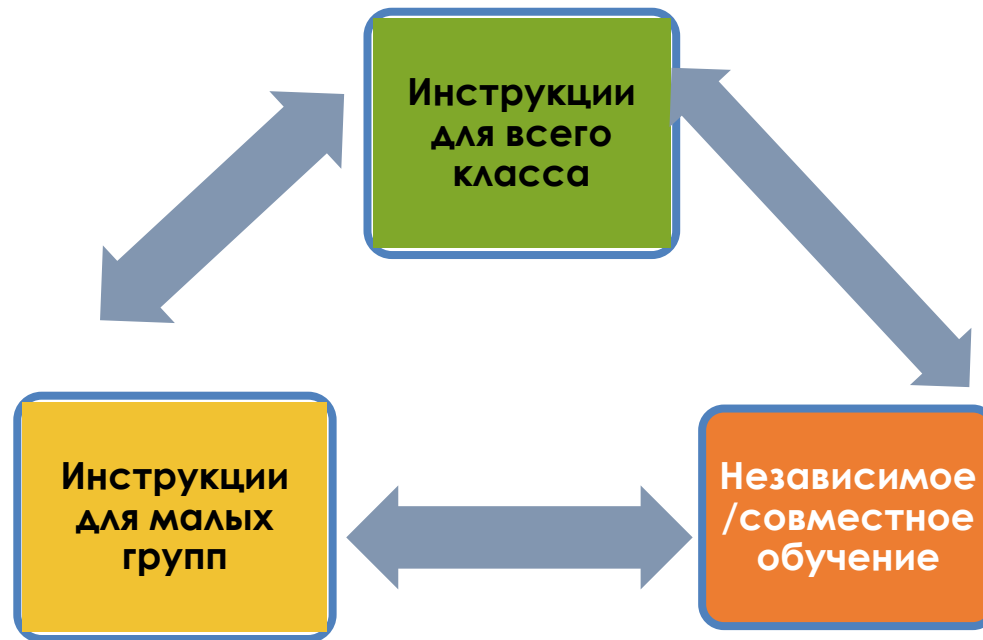 Инструкции
для всего
класса
Инструкции
для малых
групп
Независимое
/совместное
обучение